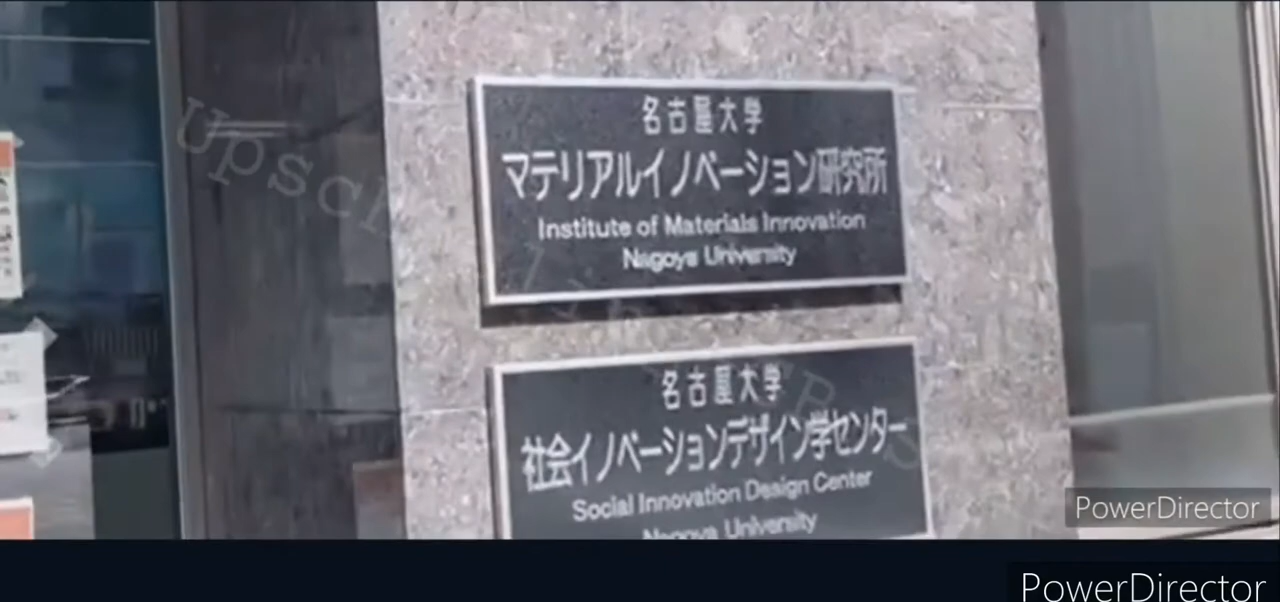 名古屋大学
マテリアルイノベーション研究所
Institute of Materials Innovation
Nagoya University
名古屋大学
社会イノベーションデザイン学センター
Social Innovation Design Center
Nagoya University
PowerDirector
PowerDirector